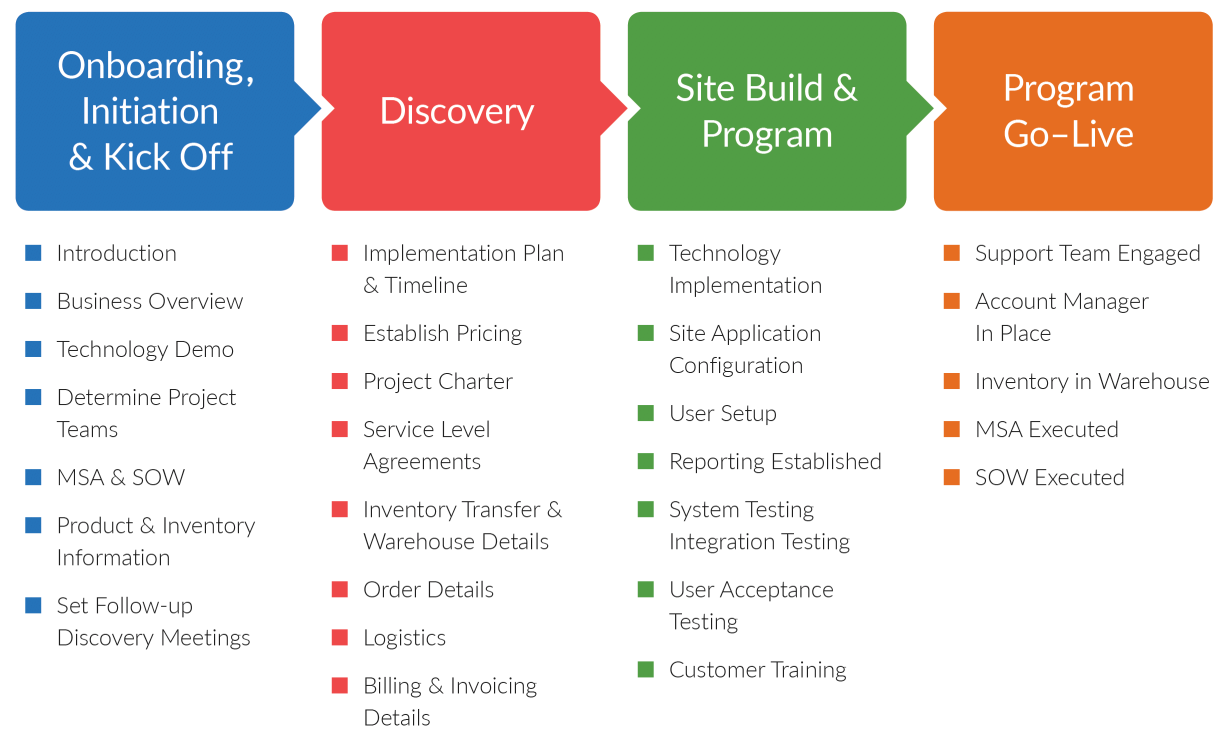 Onboarding,
Initiation
& Kick Off
Discovery
Site Build &
Program
Program
Go–Live
Introduction
Business Overview
Technology Demo
Determine Project
Teams
MSA & SOW
Product & Inventory
Information
Set Follow-up
Discovery Meetings
Implementation Plan
& Timeline
Establish Pricing
Project Charter
Service Level
Agreements
Inventory Transfer &
Warehouse Details
Order Details
Logistics
Billing & Invoicing
Details
Technology
Implementation
Site Application
Configuration
User Setup
Reporting Established
System Testing
Integration Testing
User Acceptance
Testing
Customer Training
Support Team Engaged
Account Manager
In Place
Inventory in Warehouse
MSA Executed
SOW Executed